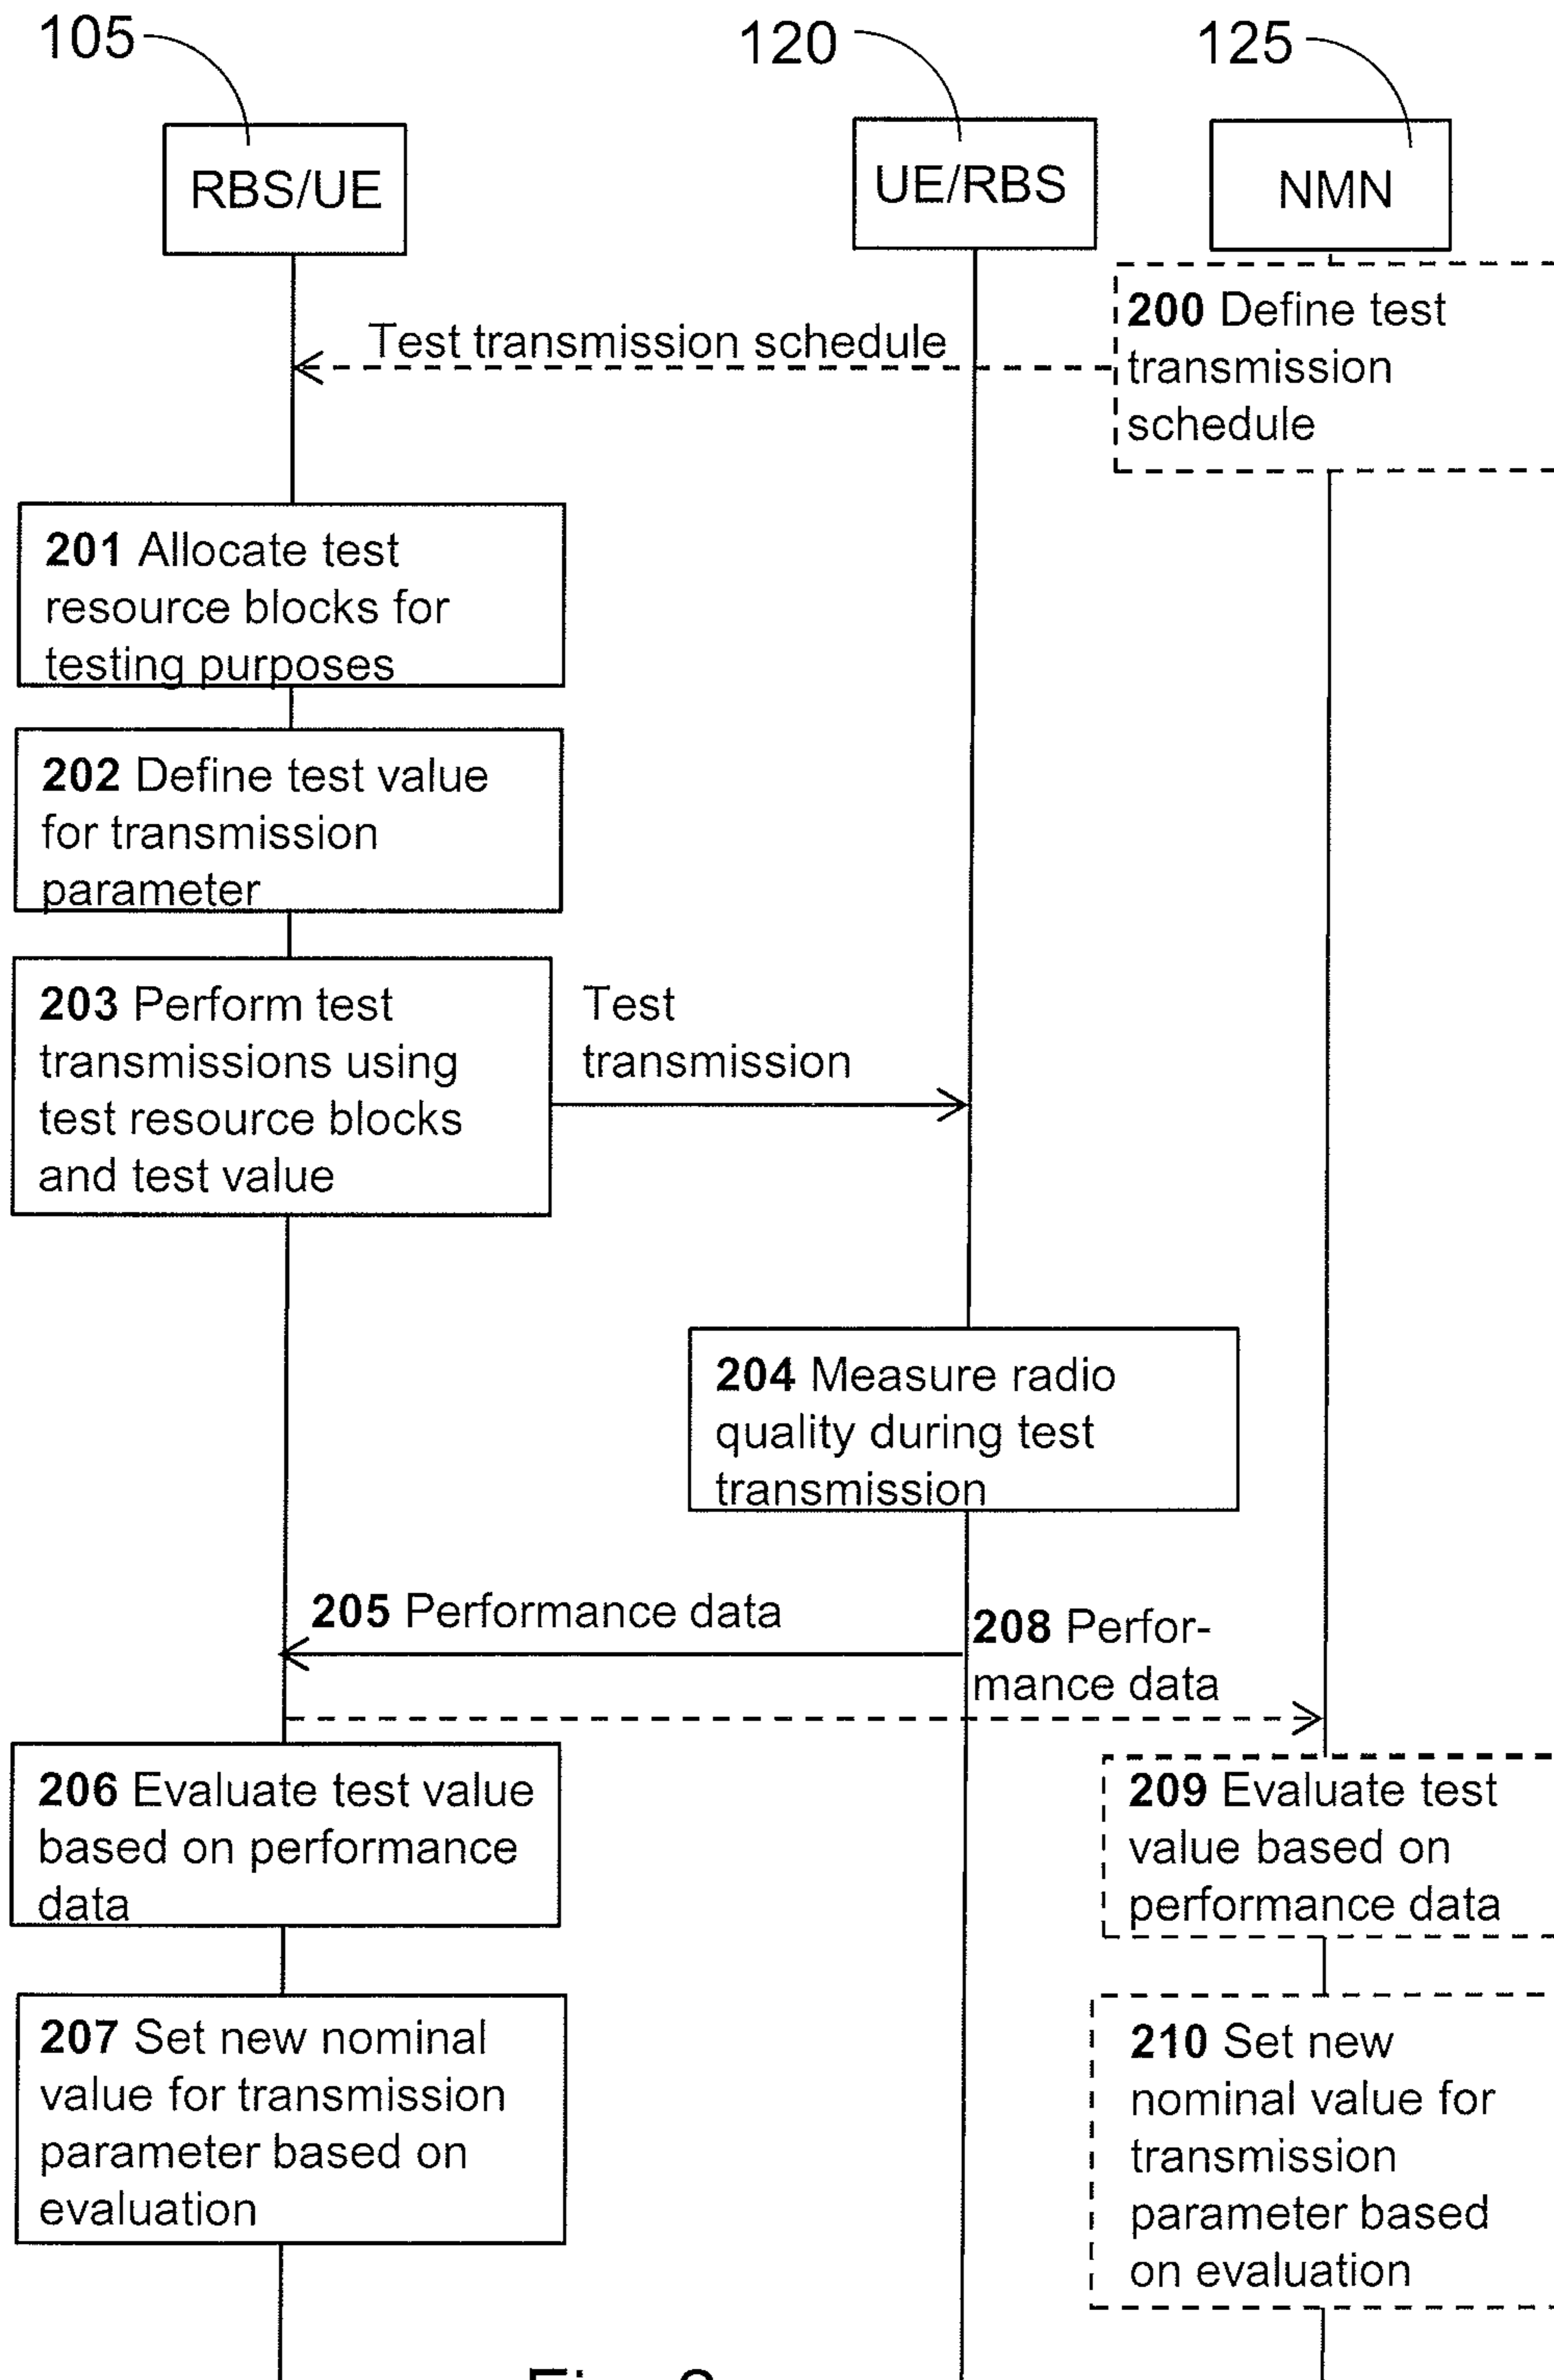 105
120
125
RBS/UE
UE/RBS
NMN
200 Define test
transmission
schedule
Test transmission schedule
201 Allocate test
resource blocks for
testing purposes
202 Define test value
for transmission
parameter
203 Perform test
transmissions using
test resource blocks
and test value
Test
transmission
204 Measure radio
quality during test
transmission
205 Performance data
208 Perfor-
mance data
206 Evaluate test value
based on performance
data
209 Evaluate test
value based on
performance data
207 Set new nominal
value for transmission
parameter based on
evaluation
210 Set new
nominal value for
transmission
parameter based
on evaluation